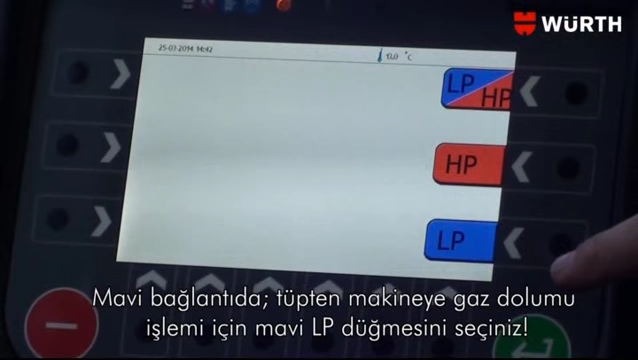 WÜRTH
25-03-2014 14:42
13.0 °C
LP
HP
HP
LP
Mavi bağlantıda; tüpten makineye gaz dolumu
işlemi için mavi LP düğmesini seçiniz!